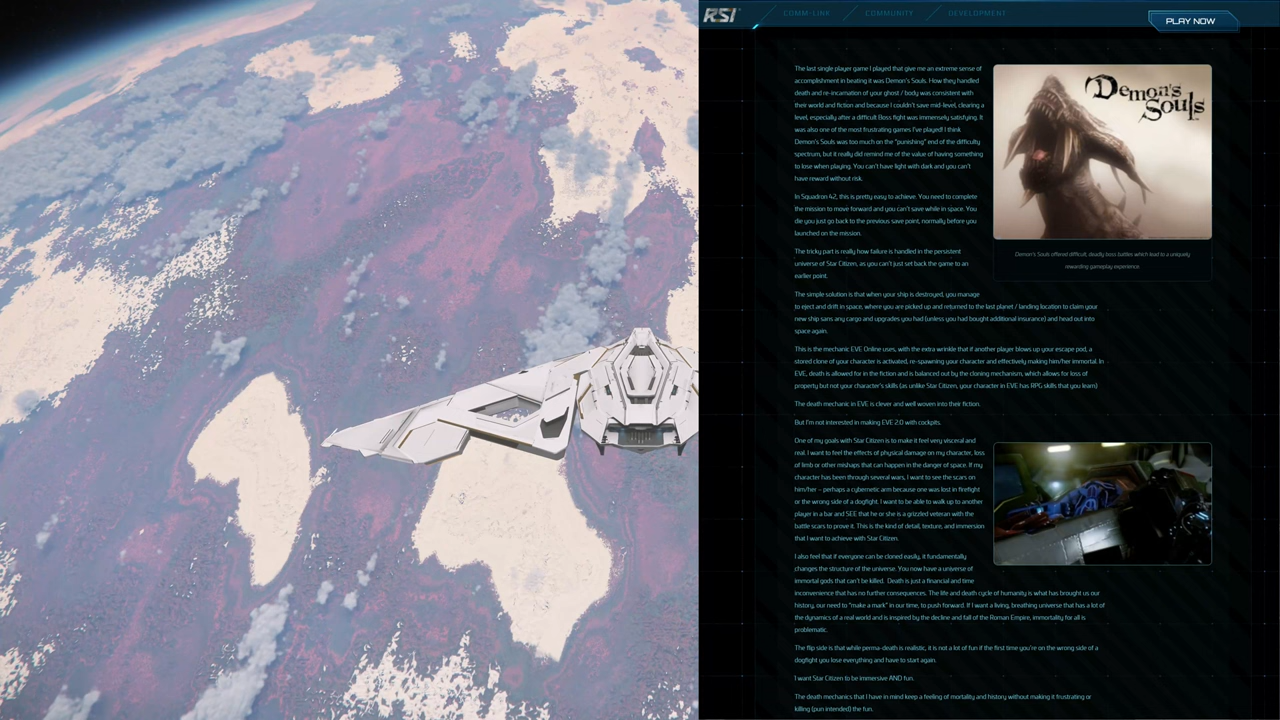 RSI
COMM-LINK
COMMUNITY
DEVELOPMENT
PLAY NOW
The last single player game I played that give me an extreme sense of
accomplishment in beating it was Demon's Souls. How they handled
death and re-incarnation of your ghost / body was consistent with
their world and fiction and because I couldn't save mid-level, clearing a
level, especially after a difficult Boss fight was immensely satisfying. It
was also one of the most frustrating games I've played! I think
Demon's Souls was too much on the "punishing" end of the difficulty
spectrum, but it really did remind me of the value of having something
to lose when playing. You can't have light with dark and you can't
have reward without risk.
Demon's
Souls
Demon's Souls offered difficult, deadly boss battles which lead to a uniquely
rewarding gameplay experience.
In Squadron 42, this is pretty easy to achieve. You need to complete
the mission to move forward and you can't save while in space. You
die you just go back to the previous save point, normally before you
launched on the mission.
The tricky part is really how failure is handled in the persistent
universe of Star Citizen, as you can't just set back the game to an
earlier point.
The simple solution is that when your ship is destroyed, you manage
to eject and drift in space, where you are picked up and returned to the last planet / landing location to claim your
new ship sans any cargo and upgrades you had (unless you had bought additional insurance) and head out into
space again.
This is the mechanic EVE Online uses, with the extra wrinkle that if another player blows up your escape pod, a
stored clone of your character is activated, re-spawning your character and effectively making him/her immortal. In
EVE, death is allowed for in the fiction and is balanced out by the cloning mechanism, which allows for loss of
property but not your character's skills (as unlike Star Citizen, your character in EVE has RPG skills that you learn)
The death mechanic in EVE is clever and well woven into their fiction.
But I'm not interested in making EVE 2.0 with cockpits.
One of my goals with Star Citizen is to make it feel very visceral and
real. I want to feel the effects of physical damage on my character, loss
of limb or other mishaps that can happen in the danger of space. If my
character has been through several wars, I want to see the scars on
him/her – perhaps a cybernetic arm because one was lost in firefight
or the wrong side of a dogfight. I want to be able to walk up to another
player in a bar and SEE that he or she is a grizzled veteran with the
battle scars to prove it. This is the kind of detail, texture, and immersion
that I want to achieve with Star Citizen.
I also feel that if everyone can be cloned easily, it fundamentally
changes the structure of the universe. You now have a universe of
immortal gods that can't be killed. Death is just a financial and time
inconvenience that has no further consequences. The life and death cycle of humanity is what has brought us our
history, our need to "make a mark" in our time, to push forward. If I want a living, breathing universe that has a lot of
the dynamics of a real world and is inspired by the decline and fall of the Roman Empire, immortality for all is
problematic.
The flip side is that while perma-death is realistic, it is not a lot of fun if the first time you're on the wrong side of a
dogfight you lose everything and have to start again.
I want Star Citizen to be immersive AND fun.
The death mechanics that I have in mind keep a feeling of mortality and history without making it frustrating or
killing (pun intended) the fun.